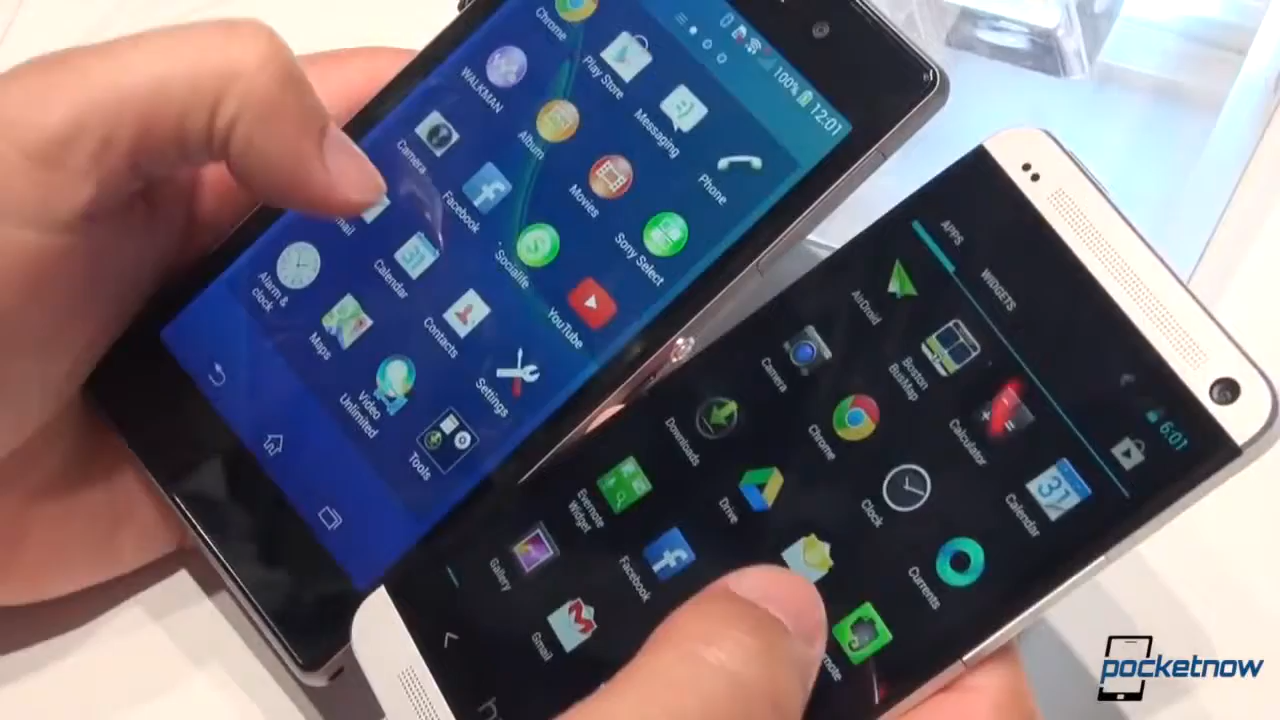 100% 12:01
Chrome
Play Store
Messaging
Phone
WALKMAN
Album
Movies
Sony Select
Camera
Facebook
Socialife
YouTube
mail
Calendar
Contacts
Settings
Alarm &
clock
Maps
Video
Unlimited
Tools
APPS
WIDGETS
6:01
AirDroid
Boston
BusMap
Calculator
Calendar
31
Camera
Chrome
Clock
Currents
Downloads
Drive
Evernote
Widget
Facebook
Gallery
Gmail
pocketnow